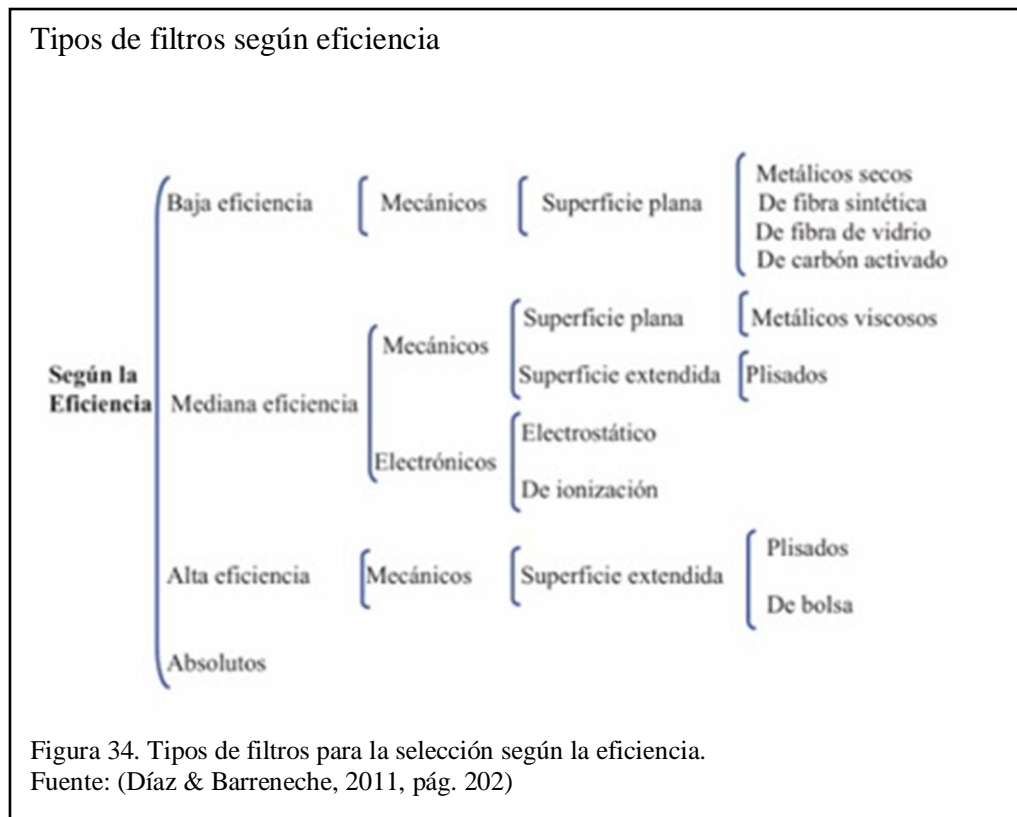 Tipos de filtros según eficiencia
Según la
Eficiencia
Baja eficiencia
Mecánicos
Superficie plana
Metálicos secos
De fibra sintética
De fibra de vidrio
De carbón activado
Mediana eficiencia
Mecánicos
Superficie plana
Metálicos viscosos
Superficie extendida
Plisados
Electrónicos
Electrostático
De ionización
Alta eficiencia
Mecánicos
Superficie extendida
Plisados
De bolsa
Absolutos
Figura 34. Tipos de filtros para la selección según la eficiencia.
Fuente: (Díaz & Barreneche, 2011, pág. 202)